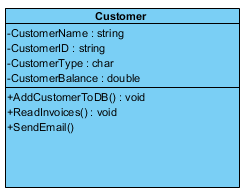 Customer
-CustomerName : string
-CustomerID : string
-CustomerType : char
-CustomerBalance : double
+AddCustomerToDB() : void
+ReadInvoices() : void
+SendEmail()